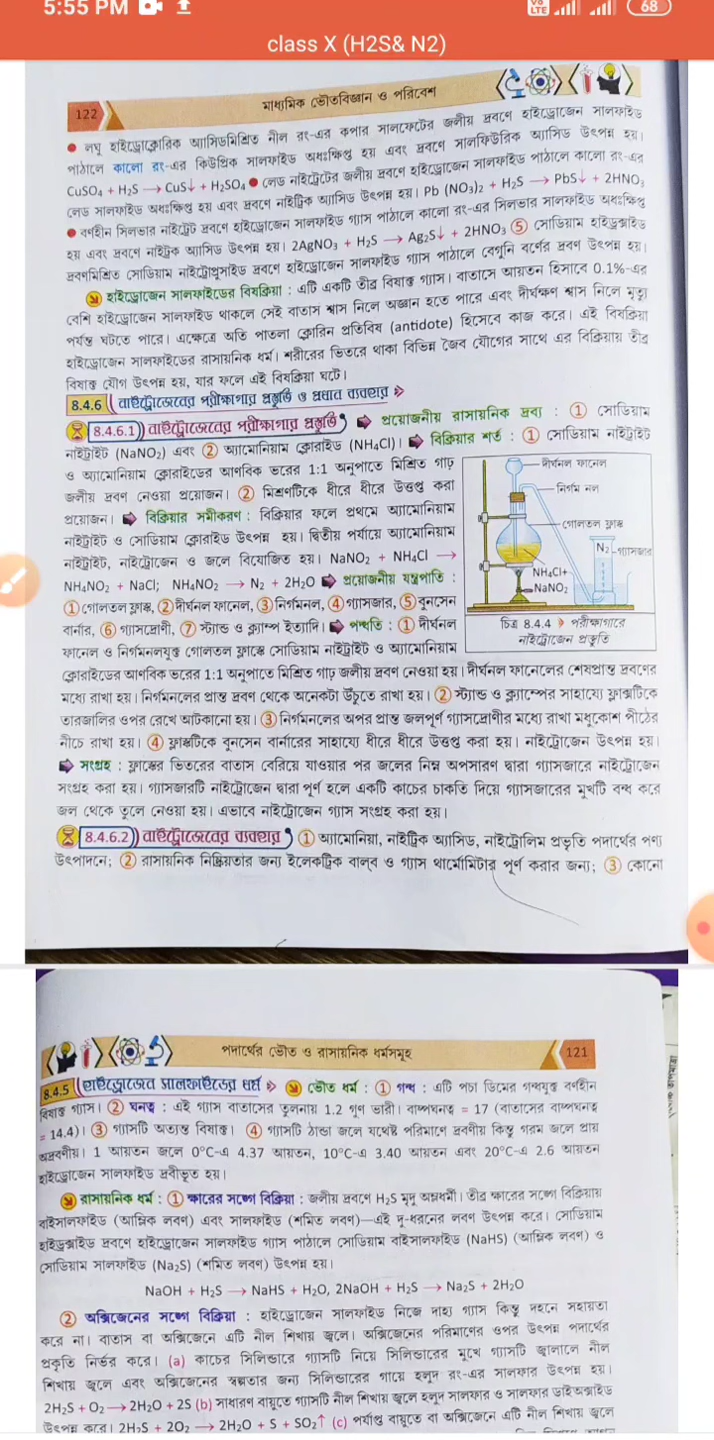 5:55 PM
Vo LTE
68
class X (H2S& N2)
122
মাধ্যমিক ভৌতবিজ্ঞান ও পরিবেশ
● লঘু হাইড্রোক্লোরিক অ্যাসিডমিশ্রিত নীল রং-এর কপার সালফেটের জলীয় দ্রবণে হাইড্রোজেন সালফাইড
পাঠালে কালো রং-এর কিউপ্রিক সালফাইড অধঃক্ষিপ্ত হয় এবং দ্রবণে সালফিউরিক অ্যাসিড উৎপন্ন হয়।
CuSO₄ + H₂S → CuS↓ + H₂SO₄ ● লেড নাইট্রেটের জলীয় দ্রবণে হাইড্রোজেন সালফাইড পাঠালে কালো রং-এর
লেড সালফাইড অধঃক্ষিপ্ত হয় এবং দ্রবণে নাইট্রিক অ্যাসিড উৎপন্ন হয়। Pb (NO₃)₂ + H₂S → PbS↓ + 2HNO₃
● বর্ণহীন সিলভার নাইট্রেট দ্রবণে হাইড্রোজেন সালফাইড গ্যাস পাঠালে কালো রং-এর সিলভার সালফাইড অধঃক্ষিপ্ত
হয় এবং দ্রবণে নাইট্রিক অ্যাসিড উৎপন্ন হয়। 2AgNO₃ + H₂S → Ag₂S↓ + 2HNO₃ ⑤ সোডিয়াম হাইড্রক্সাইড
দ্রবণমিশ্রিত সোডিয়াম নাইট্রোপ্রুসাইড দ্রবণে হাইড্রোজেন সালফাইড গ্যাস পাঠালে বেগুনি বর্ণের দ্রবণ উৎপন্ন হয়।
হাইড্রোজেন সালফাইডের বিষক্রিয়া : এটি একটি তীব্র বিষাক্ত গ্যাস। বাতাসে আয়তন হিসাবে 0.1%-এর
বেশি হাইড্রোজেন সালফাইড থাকলে সেই বাতাস শ্বাস নিলে অজ্ঞান হতে পারে এবং দীর্ঘক্ষণ শ্বাস নিলে মৃত্যু
পর্যন্ত ঘটতে পারে। এক্ষেত্রে অতি পাতলা ক্লোরিন প্রতিবিষ (antidote) হিসেবে কাজ করে। এই বিষক্রিয়া
হাইড্রোজেন সালফাইডের রাসায়নিক ধর্ম। শরীরের ভিতরে থাকা বিভিন্ন জৈব যৌগের সাথে এর বিক্রিয়ায় তীব্র
বিষাক্ত যৌগ উৎপন্ন হয়, যার ফলে এই বিষক্রিয়া ঘটে।
8.4.6 নাইট্রোজেনের পরীক্ষাগার প্রস্তুতি ও প্রধান ব্যবহার
8.4.6.1 নাইট্রোজেনের পরীক্ষাগার প্রস্তুতি প্রয়োজনীয় রাসায়নিক দ্রব্য : ① সোডিয়াম
নাইট্রাইট (NaNO₂) এবং ② অ্যামোনিয়াম ক্লোরাইড (NH₄Cl)। বিক্রিয়ার শর্ত : ① সোডিয়াম নাইট্রাইট
ও অ্যামোনিয়াম ক্লোরাইডের আণবিক ভরের 1:1 অনুপাতে মিশ্রিত গাঢ়
জলীয় দ্রবণ নেওয়া প্রয়োজন। ② মিশ্রণটিকে ধীরে ধীরে উত্তপ্ত করা
প্রয়োজন। বিক্রিয়ার সমীকরণ : বিক্রিয়ার ফলে প্রথমে অ্যামোনিয়াম
নাইট্রাইট ও সোডিয়াম ক্লোরাইড উৎপন্ন হয়। দ্বিতীয় পর্যায়ে অ্যামোনিয়াম
নাইট্রাইট, নাইট্রোজেন ও জলে বিযোজিত হয়। NaNO₂ + NH₄Cl →
NH₄NO₂ + NaCl; NH₄NO₂ → N₂ + 2H₂O প্রয়োজনীয় যন্ত্রপাতি :
① গোলতল ফ্লাস্ক, ② দীর্ঘনল ফানেল, ③ নির্গমনল, ④ গ্যাসজার, ⑤ বুনসেন
বার্নার, ⑥ গ্যাসদ্রোণী, ⑦ স্ট্যান্ড ও ক্ল্যাম্প ইত্যাদি। পদ্ধতি : ① দীর্ঘনল
ফানেল ও নির্গমনলযুক্ত গোলতল ফ্লাস্কে সোডিয়াম নাইট্রাইট ও অ্যামোনিয়াম
দীর্ঘনল ফানেল
নির্গম নল
গোলতল ফ্লাস্ক
N₂
গ্যাসজার
NH₄Cl+
NaNO₂
চিত্র 8.4.4 পরীক্ষাগারে
নাইট্রোজেন প্রস্তুতি
ক্লোরাইডের আণবিক ভরের 1:1 অনুপাতে মিশ্রিত গাঢ় জলীয় দ্রবণ নেওয়া হয়। দীর্ঘনল ফানেলের শেষপ্রান্ত দ্রবণের
মধ্যে রাখা হয়। নির্গমনলের প্রান্ত দ্রবণ থেকে অনেকটা উঁচুতে রাখা হয়। ② স্ট্যান্ড ও ক্ল্যাম্পের সাহায্যে ফ্লাস্কটিকে
তারজালির ওপর রেখে আটকানো হয়। ③ নির্গমনলের অপর প্রান্ত জলপূর্ণ গ্যাসদ্রোণীর মধ্যে রাখা মধুকোশ পীঠের
নীচে রাখা হয়। ④ ফ্লাস্কটিকে বুনসেন বার্নারের সাহায্যে ধীরে ধীরে উত্তপ্ত করা হয়। নাইট্রোজেন উৎপন্ন হয়।
সংগ্রহ : ফ্লাস্কের ভিতরের বাতাস বেরিয়ে যাওয়ার পর জলের নিম্ন অপসারণ দ্বারা গ্যাসজারে নাইট্রোজেন
সংগ্রহ করা হয়। গ্যাসজারটি নাইট্রোজেন দ্বারা পূর্ণ হলে একটি কাচের চাকতি দিয়ে গ্যাসজারের মুখটি বন্ধ করে
জল থেকে তুলে নেওয়া হয়। এভাবে নাইট্রোজেন গ্যাস সংগ্রহ করা হয়।
8.4.6.2 নাইট্রোজেনের ব্যবহার ① অ্যামোনিয়া, নাইট্রিক অ্যাসিড, নাইট্রোলিম প্রভৃতি পদার্থের পণ্য
উৎপাদনে; ② রাসায়নিক নিষ্ক্রিয়তার জন্য ইলেকট্রিক বাল্‌ব ও গ্যাস থার্মোমিটার পূর্ণ করার জন্য; ③ কোনো
পদার্থের ভৌত ও রাসায়নিক ধর্মসমূহ
121
8.4.5 হাইড্রোজেন সালফাইডের ধর্ম ভৌত ধর্ম : ① গন্ধ : এটি পচা ডিমের গন্ধযুক্ত বর্ণহীন
বিষাক্ত গ্যাস। ② ঘনত্ব : এই গ্যাস বাতাসের তুলনায় 1.2 গুণ ভারী। বাষ্পঘনত্ব = 17 (বাতাসের বাষ্পঘনত্ব
= 14.4)। ③ গ্যাসটি অত্যন্ত বিষাক্ত। ④ গ্যাসটি ঠান্ডা জলে যথেষ্ট পরিমাণে দ্রবণীয় কিন্তু গরম জলে প্রায়
অদ্রবণীয়। 1 আয়তন জলে 0°C-এ 4.37 আয়তন, 10°C-এ 3.40 আয়তন এবং 20°C-এ 2.6 আয়তন
হাইড্রোজেন সালফাইড দ্রবীভূত হয়।
রাসায়নিক ধর্ম : ① ক্ষারের সঙ্গে বিক্রিয়া : জলীয় দ্রবণে H₂S মৃদু অম্লধর্মী। তীব্র ক্ষারের সঙ্গে বিক্রিয়ায়
বাইসালফাইড (আম্লিক লবণ) এবং সালফাইড (শমিত লবণ)—এই দু-ধরনের লবণ উৎপন্ন করে। সোডিয়াম
হাইড্রক্সাইড দ্রবণে হাইড্রোজেন সালফাইড গ্যাস পাঠালে সোডিয়াম বাইসালফাইড (NaHS) (আম্লিক লবণ) ও
সোডিয়াম সালফাইড (Na₂S) (শমিত লবণ) উৎপন্ন হয়।
NaOH + H₂S → NaHS + H₂O, 2NaOH + H₂S → Na₂S + 2H₂O
② অক্সিজেনের সঙ্গে বিক্রিয়া : হাইড্রোজেন সালফাইড নিজে দাহ্য গ্যাস কিন্তু দহনে সহায়তা
করে না। বাতাস বা অক্সিজেনে এটি নীল শিখায় জ্বলে। অক্সিজেনের পরিমাণের ওপর উৎপন্ন পদার্থের
প্রকৃতি নির্ভর করে। (a) কাচের সিলিন্ডারে গ্যাসটি নিয়ে সিলিন্ডারের মুখে গ্যাসটি জ্বালালে নীল
শিখায় জ্বলে এবং অক্সিজেনের স্বল্পতার জন্য সিলিন্ডারের গায়ে হলুদ রং-এর সালফার উৎপন্ন হয়।
2H₂S + O₂ → 2H₂O + 2S (b) সাধারণ বায়ুতে গ্যাসটি নীল শিখায় জ্বলে হলুদ সালফার ও সালফার ডাইঅক্সাইড
উৎপন্ন করে। 2H₂S + 2O₂ → 2H₂O + S + SO₂↑ (c) পর্যাপ্ত বায়ুতে বা অক্সিজেনে এটি নীল শিখায় জ্বলে